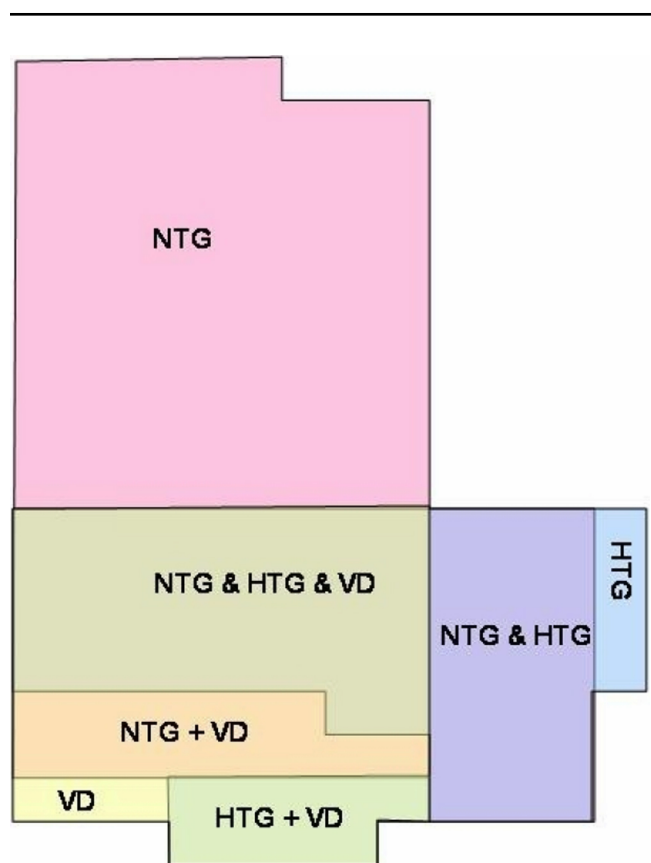 NTG
NTG & HTG & VD
HTG
NTG & HTG
NTG + VD
VD
HTG + VD